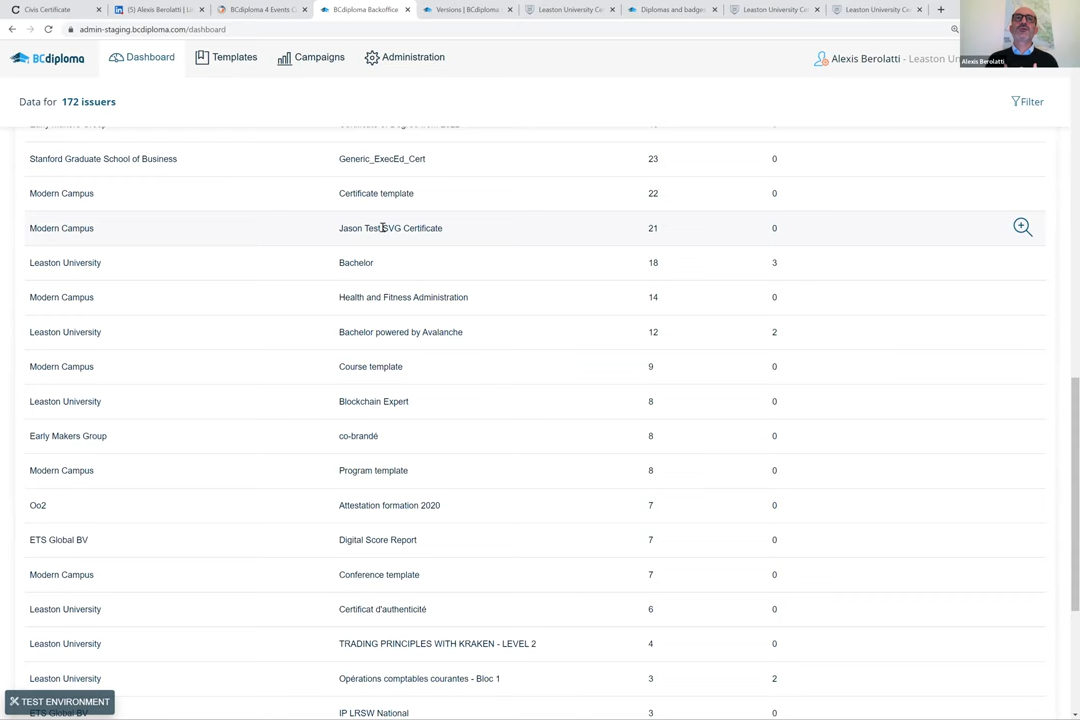 Civis Certificate
(5) Alexis Berolatti | Li
BCdiploma 4 Events C
BCdiploma Backoffice
Versions | BCdiploma
Leaston University Ce
Diplomas and badges
Leaston University Ce
Leaston University Ce
admin-staging.bcdiploma.com/dashboard
BCdiploma
Dashboard
Templates
Campaigns
Administration
Alexis Berolatti - Leaston Un
Alexis Berolatti
Data for 172 issuers
Filter
Stanford Graduate School of Business Generic_ExecEd_Cert 23 0
Modern Campus Certificate template 22 0
Modern Campus Jason Test SVG Certificate 21 0
Leaston University Bachelor 18 3
Modern Campus Health and Fitness Administration 14 0
Leaston University Bachelor powered by Avalanche 12 2
Modern Campus Course template 9 0
Leaston University Blockchain Expert 8 0
Early Makers Group co-brandé 8 0
Modern Campus Program template 8 0
Oo2 Attestation formation 2020 7 0
ETS Global BV Digital Score Report 7 0
Modern Campus Conference template 7 0
Leaston University Certificat d'authenticité 6 0
Leaston University TRADING PRINCIPLES WITH KRAKEN - LEVEL 2 4 0
Leaston University Opérations comptables courantes - Bloc 1 3 2
TEST ENVIRONMENT
ETS Global BV IP LRSW National 3 0